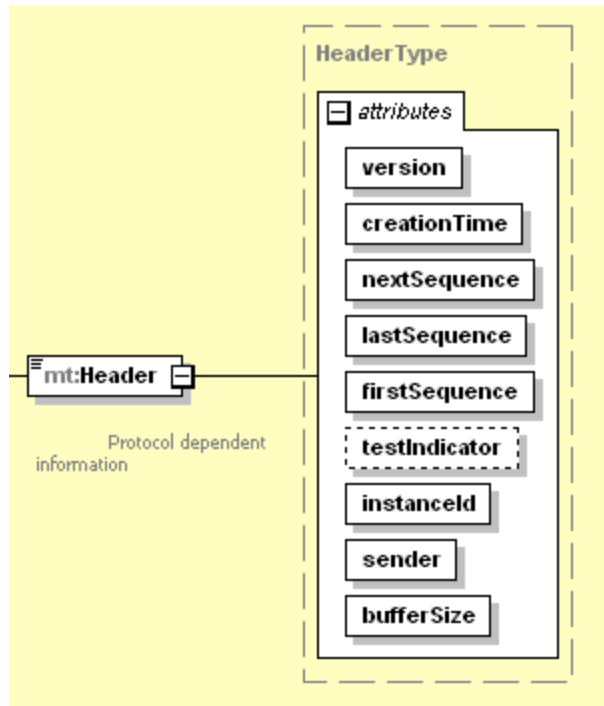 HeaderType
attributes
version
creationTime
nextSequence
lastSequence
mt:Header
firstSequence
Protocol dependent
information
testIndicator
instanceId
sender
bufferSize